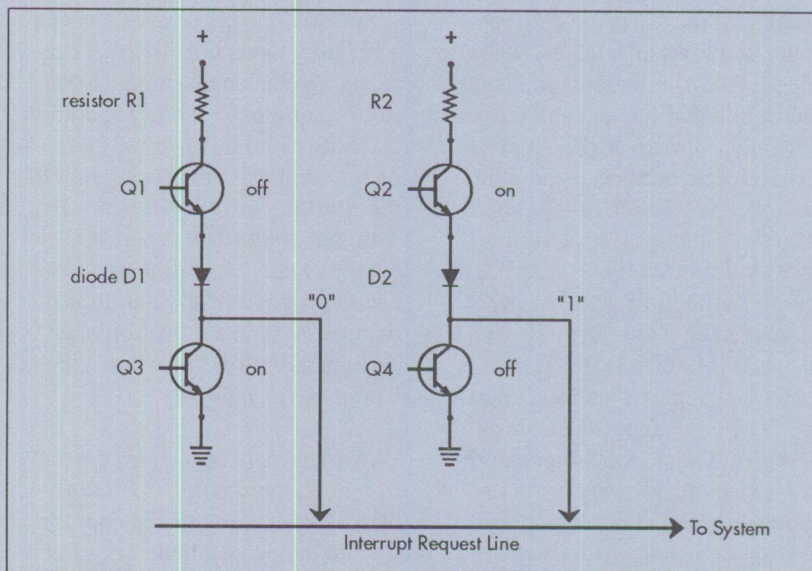 + +
resistor R1 R2
Q1 off Q2 on
diode D1 D2
"0" "1"
Q3 on Q4 off
To System
Interrupt Request Line